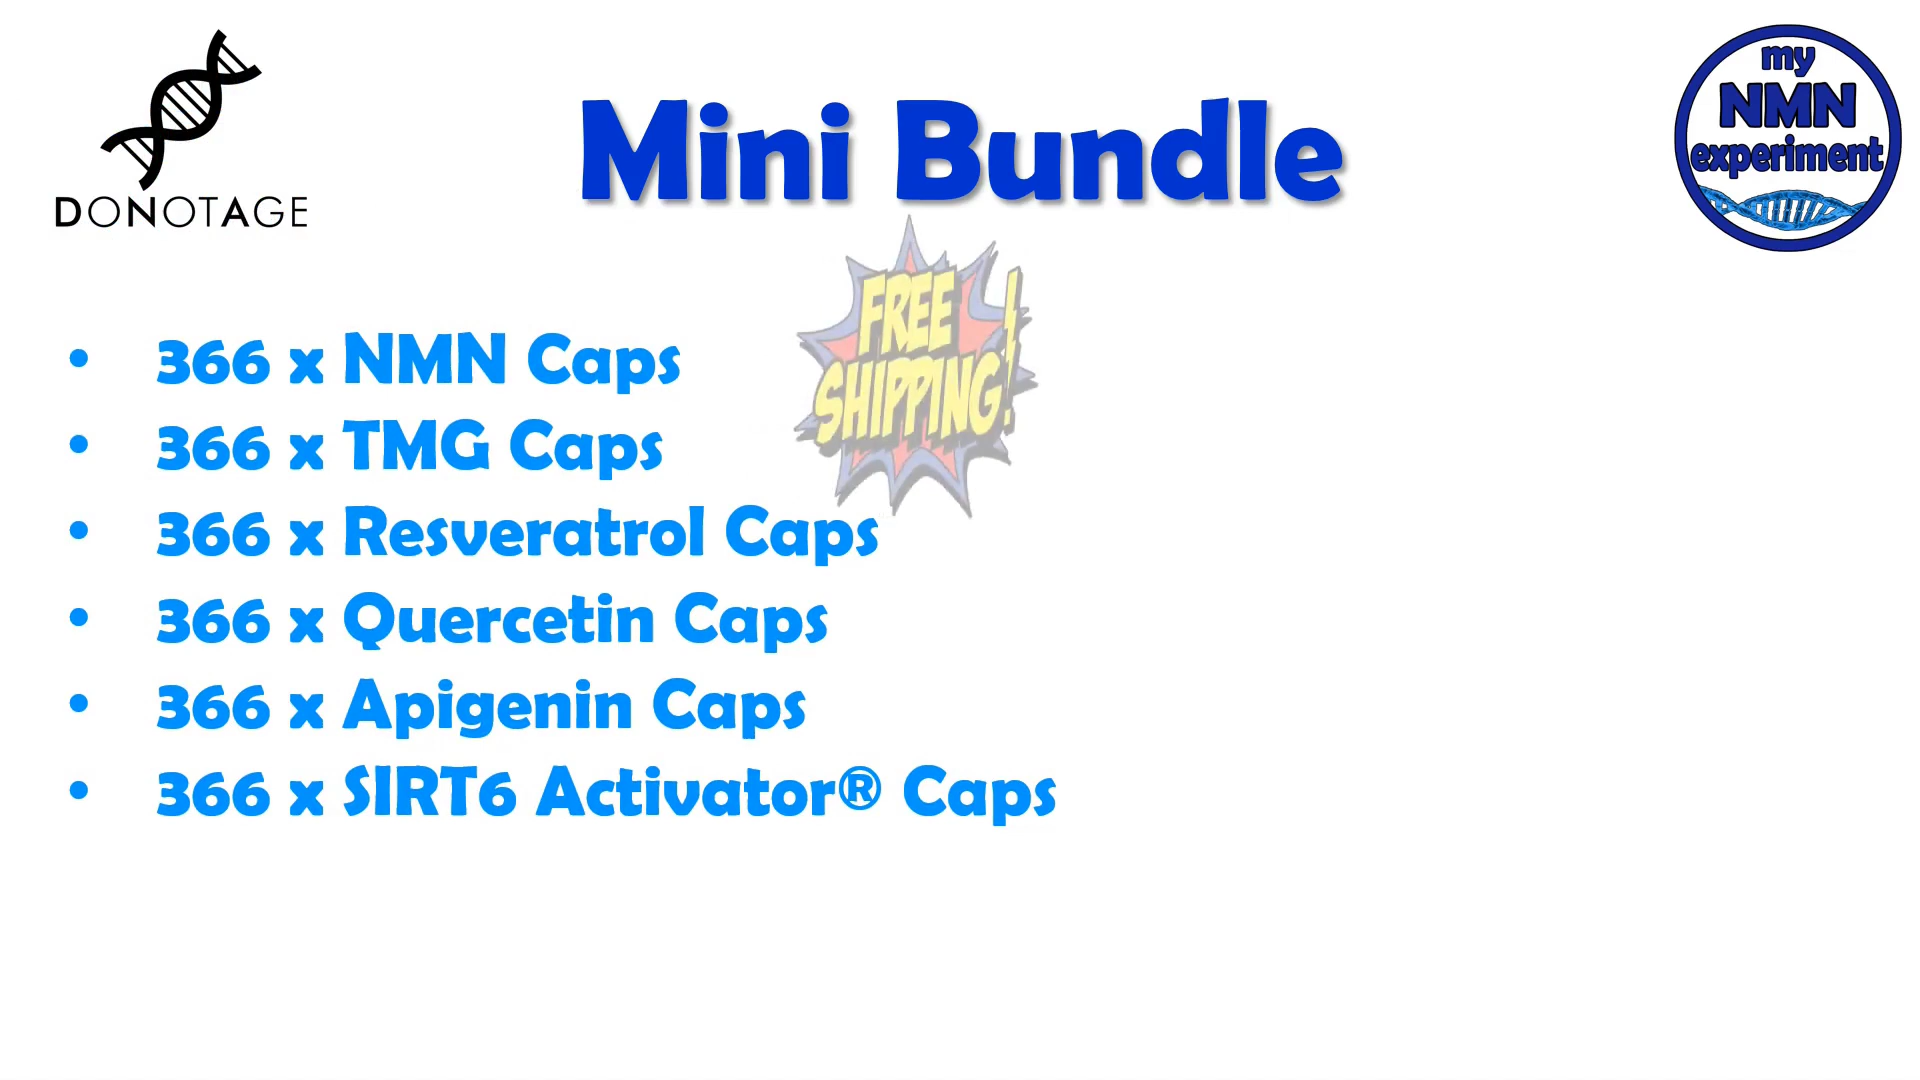 DONOTAGE
Mini Bundle
my
NMN
experiment
FREE
SHIPPING!
• 366 x NMN Caps
• 366 x TMG Caps
• 366 x Resveratrol Caps
• 366 x Quercetin Caps
• 366 x Apigenin Caps
• 366 x SIRT6 Activator® Caps